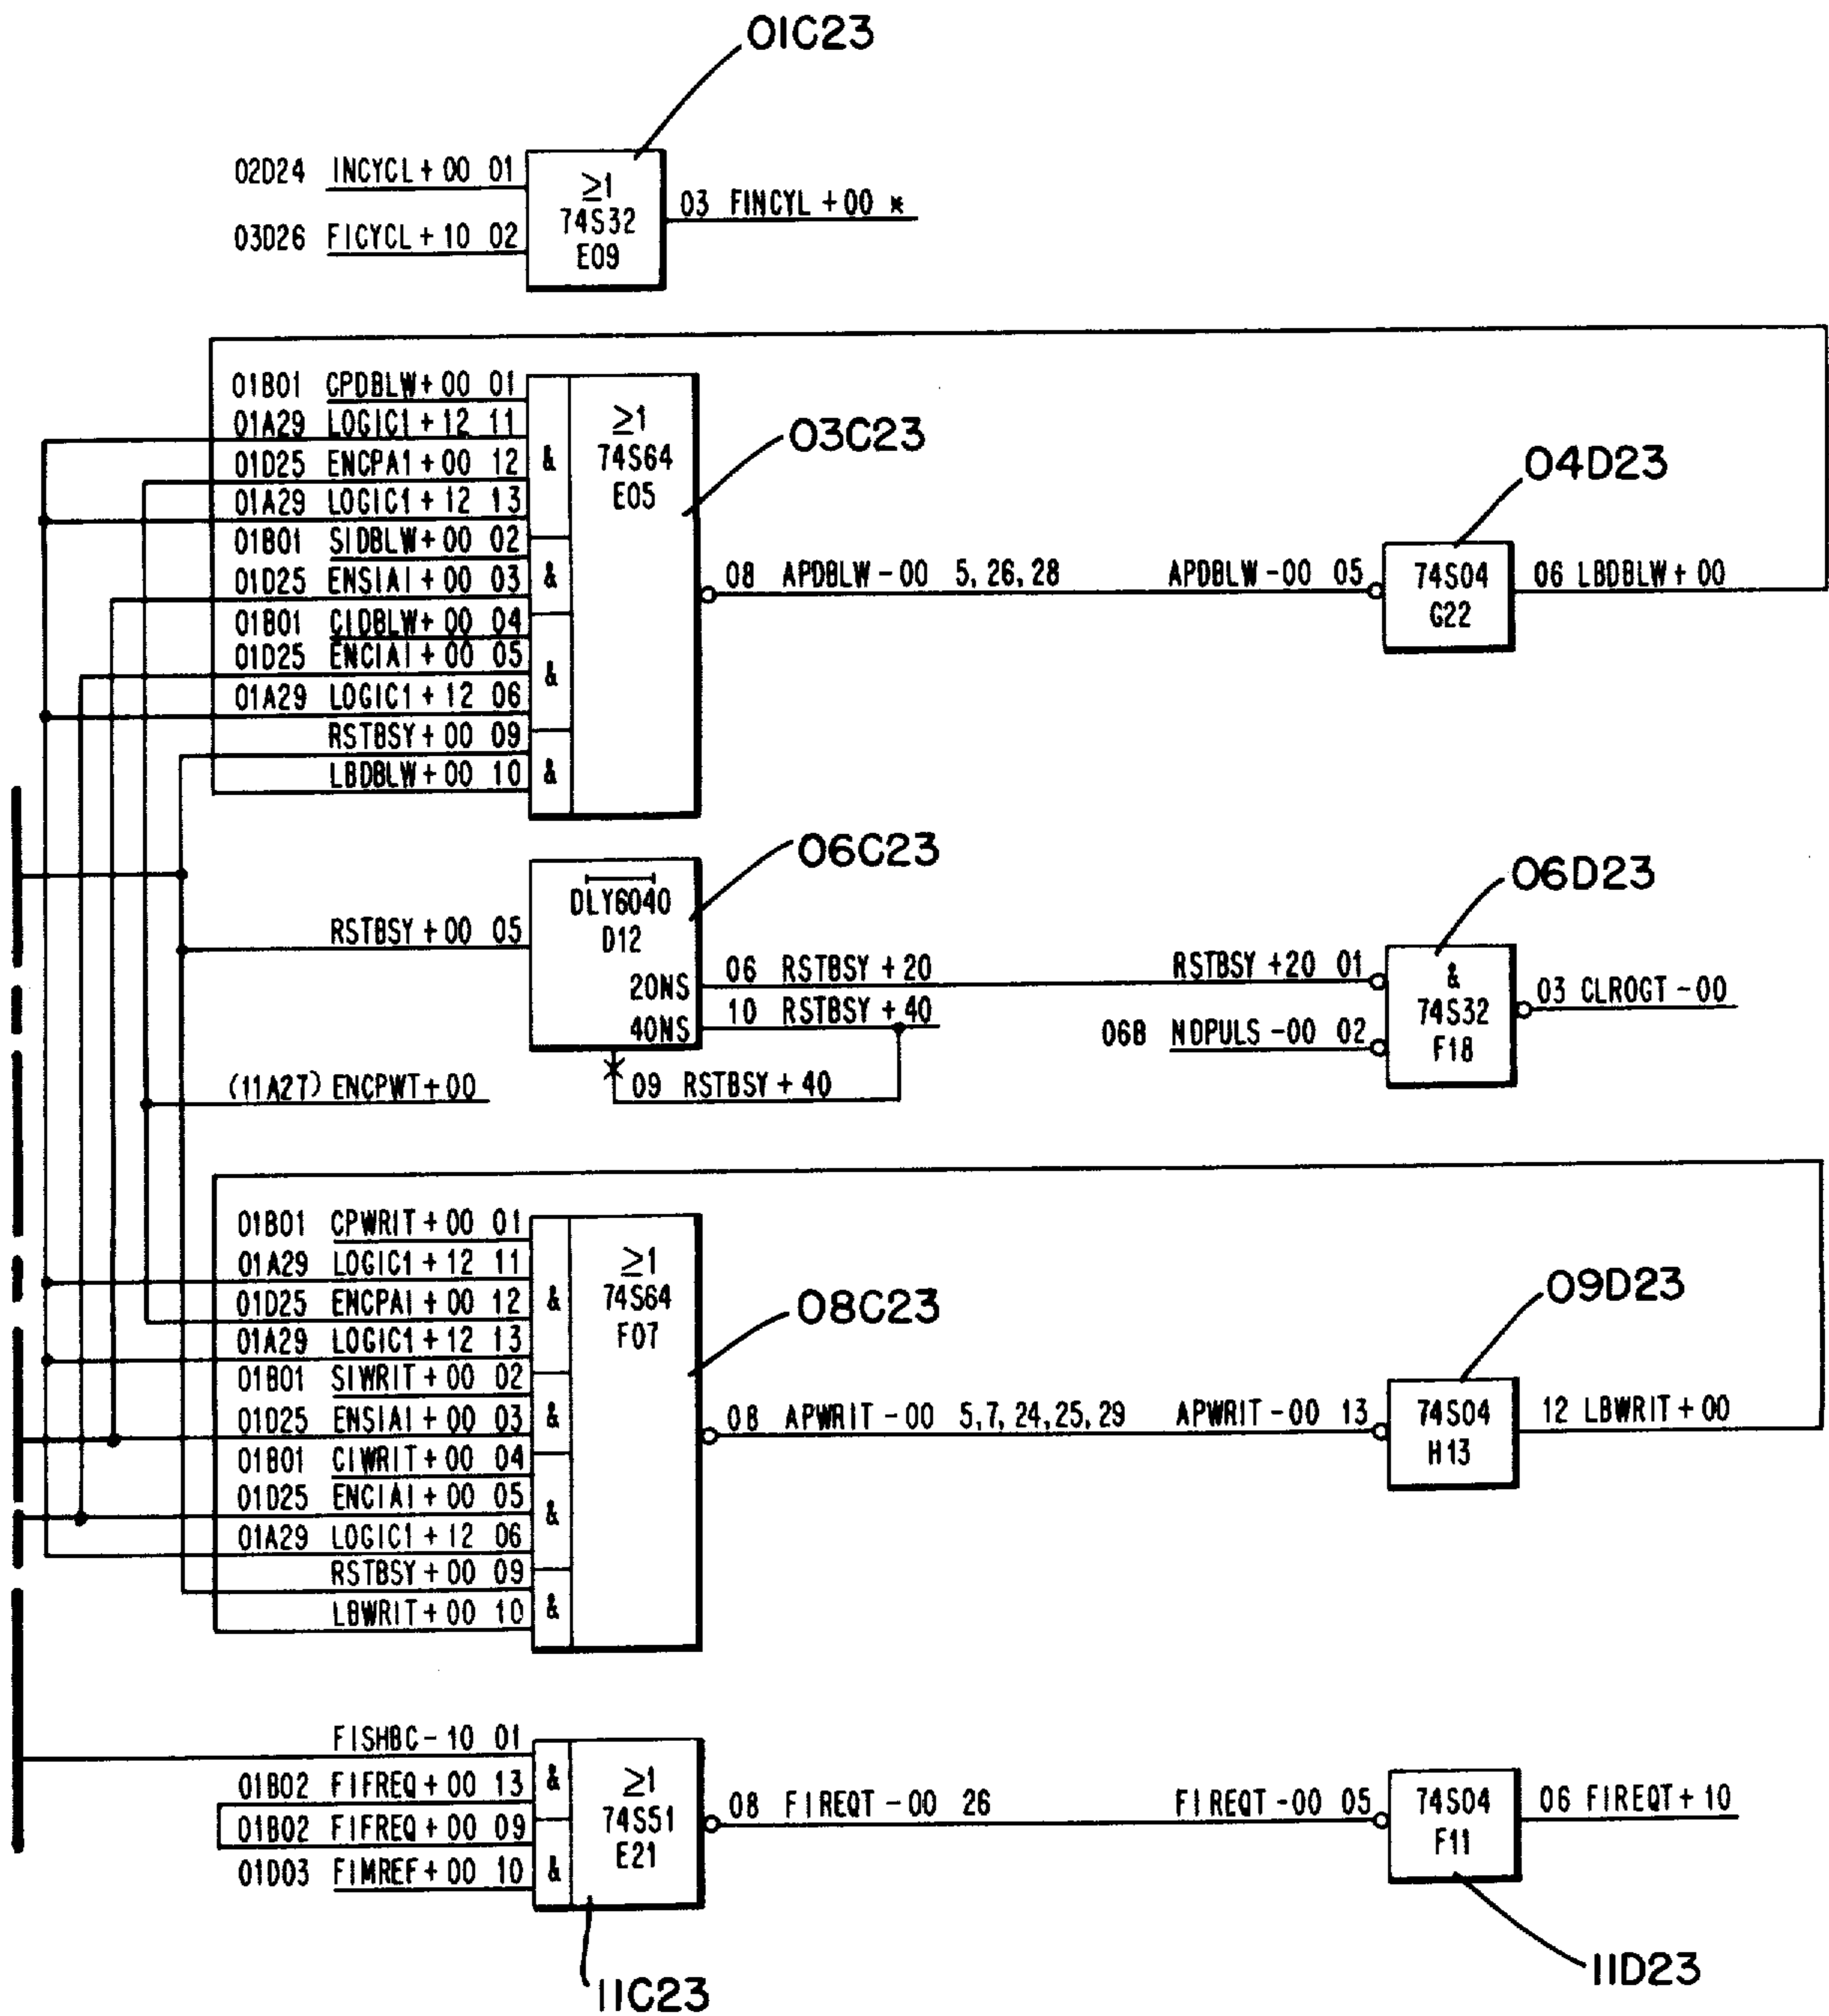 01C23
02D24 INCYCL+00 01
≥1
74S32
E09
03 FINCYL+00 *
03D26 FICYCL+10 02
01B01 CPDBLW+00 01
01A29 LOGIC1+12 11
01D25 ENCPA1+00 12
01A29 LOGIC1+12 13
01B01 SIDBLW+00 02
01D25 ENSIAI+00 03
01B01 CIDBLW+00 04
01D25 ENCIAI+00 05
01A29 LOGIC1+12 06
RSTBSY+00 09
LBDBLW+00 10
&
&
&
&
≥1
74S64
E05
03C23
08 APDBLW-00 5,26,28
APDBLW-00 05
74S04
G22
04D23
06 LBDBLW+00
06C23
RSTBSY+00 05
DLY6040
D12
20NS
40NS
06 RSTBSY+20
10 RSTBSY+40
09 RSTBSY+40
RSTBSY+20 01
06B NDPULS-00 02
&
74S32
F18
06D23
03 CLROGT-00
(11A27) ENCPWT+00
01B01 CPWRIT+00 01
01A29 LOGIC1+12 11
01D25 ENCPA1+00 12
01A29 LOGIC1+12 13
01B01 SIWRIT+00 02
01D25 ENSIAI+00 03
01B01 CIWRIT+00 04
01D25 ENCIAI+00 05
01A29 LOGIC1+12 06
RSTBSY+00 09
LBWRIT+00 10
&
&
&
&
≥1
74S64
F07
08C23
08 APWRIT-00 5,7,24,25,29
APWRIT-00 13
74S04
H13
09D23
12 LBWRIT+00
FISHBC-10 01
01B02 FIFREQ+00 13
01B02 FIFREQ+00 09
01D03 FIMREF+00 10
&
&
≥1
74S51
E21
11C23
08 FIREQT-00 26
FIREQT-00 05
74S04
F11
11D23
06 FIREQT+10